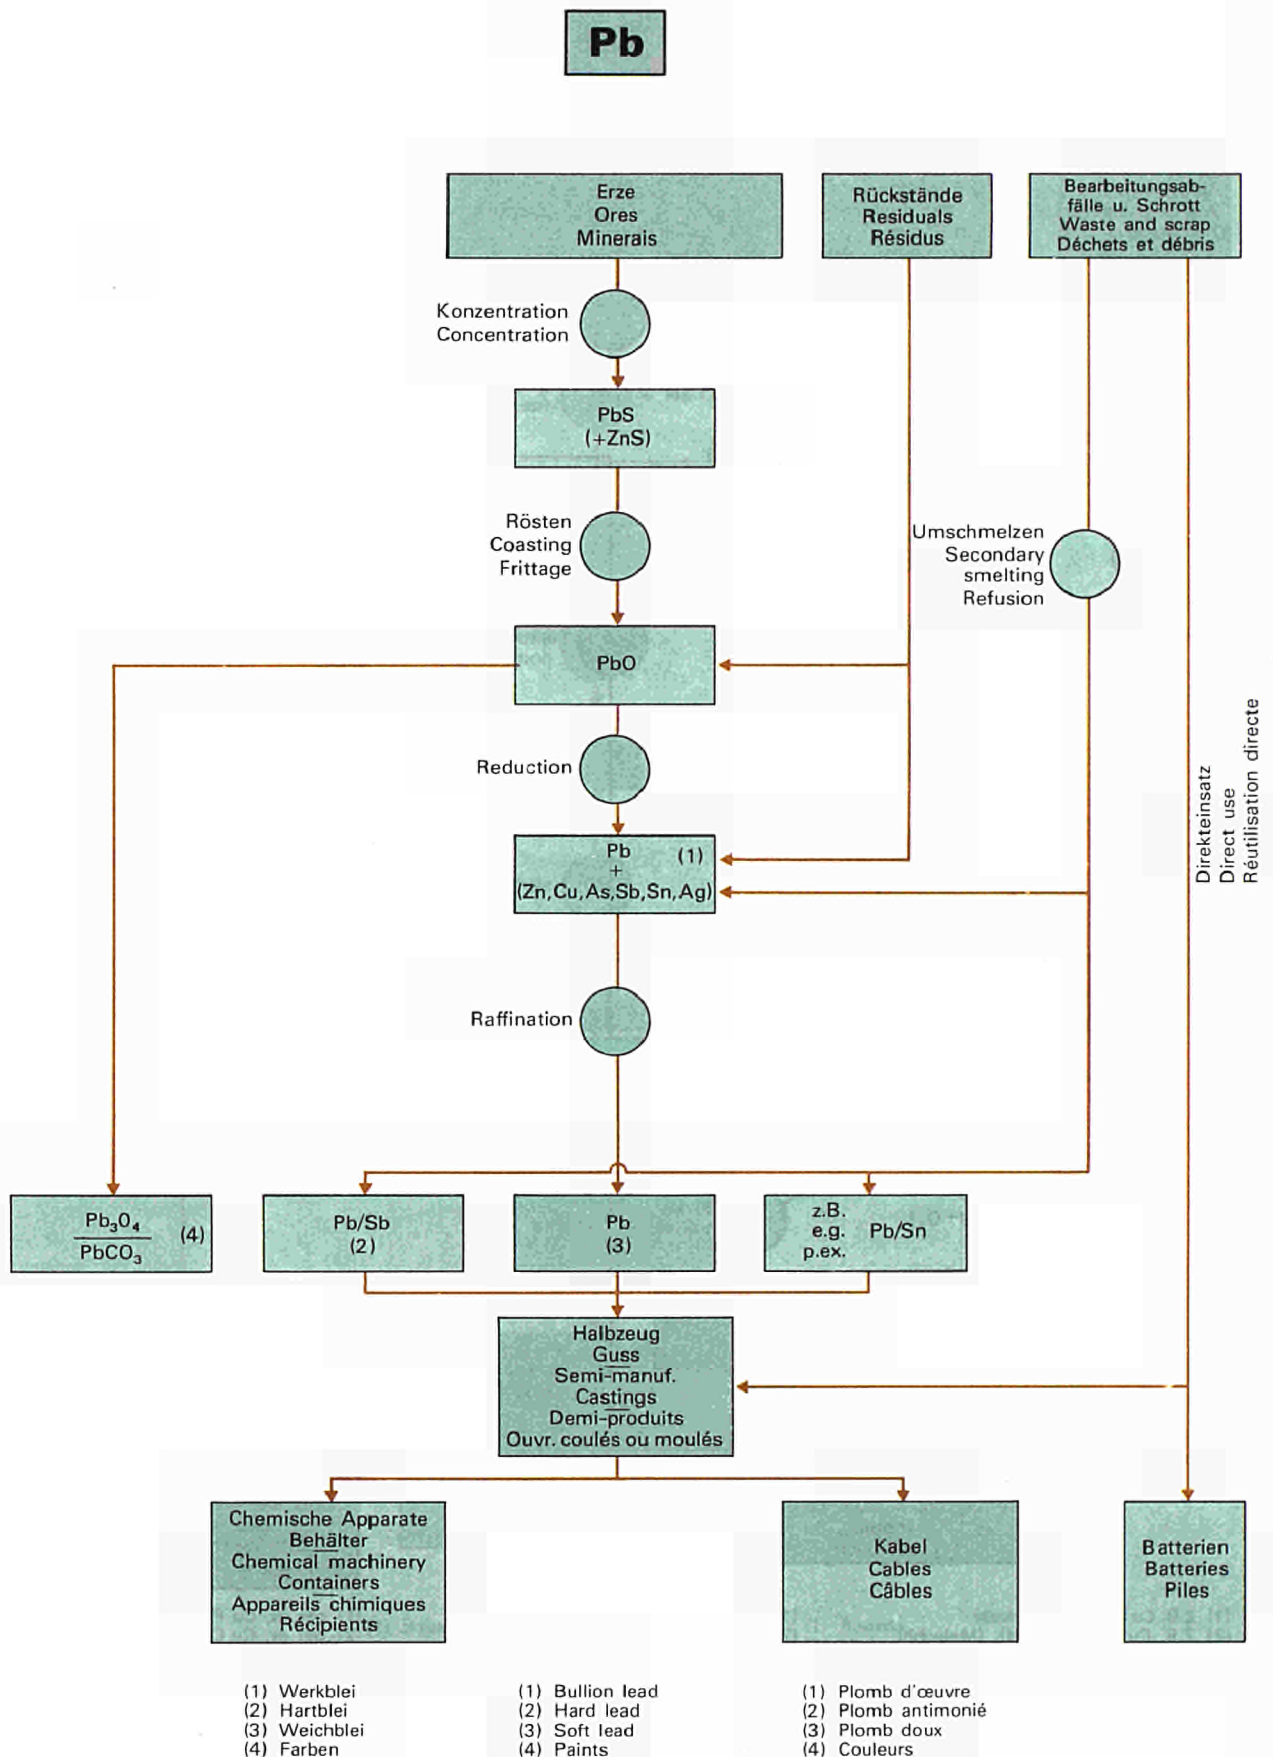 Pb
Erze
Ores
Minerais
Rückstände
Residuals
Résidus
Bearbeitungsab-
fälle u. Schrott
Waste and scrap
Déchets et débris
Konzentration
Concentration
PbS
(+ZnS)
Rösten
Coasting
Frittage
Umschmelzen
Secondary
smelting
Refusion
PbO
Reduction
Direkteinsatz
Direct use
Réutilisation directe
Pb (1)
+
(Zn,Cu,As,Sb,Sn,Ag)
Raffination
Pb₃O₄
PbCO₃
(4)
Pb/Sb
(2)
Pb
(3)
z.B.
e.g. Pb/Sn
p.ex.
Halbzeug
Guss
Semi-manuf.
Castings
Demi-produits
Ouvr. coulés ou moulés
Chemische Apparate
Behälter
Chemical machinery
Containers
Appareils chimiques
Récipients
Kabel
Cables
Câbles
Batterien
Batteries
Piles
(1) Werkblei
(2) Hartblei
(3) Weichblei
(4) Farben
(1) Bullion lead
(2) Hard lead
(3) Soft lead
(4) Paints
(1) Plomb d'œuvre
(2) Plomb antimonié
(3) Plomb doux
(4) Couleurs